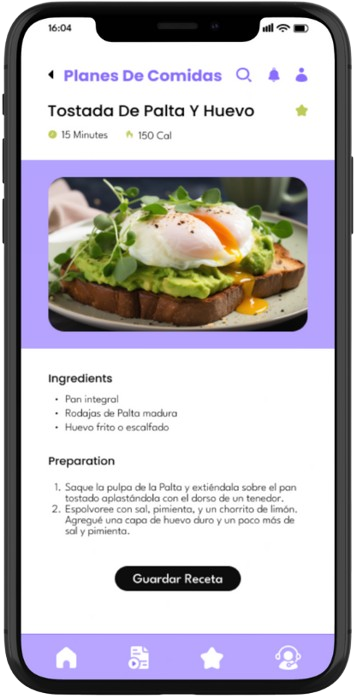 16:04
Planes De Comidas
Tostada De Palta Y Huevo
15 Minutes 150 Cal
Ingredients
• Pan integral
• Rodajas de Palta madura
• Huevo frito o escalfado
Preparation
1. Saque la pulpa de la Palta y extiéndala sobre el pan
tostado aplastándola con el dorso de un tenedor.
2. Espolvoree con sal, pimienta, y un chorrito de limón.
Agregué una capa de huevo duro y un poco más de
sal y pimienta.
Guardar Receta